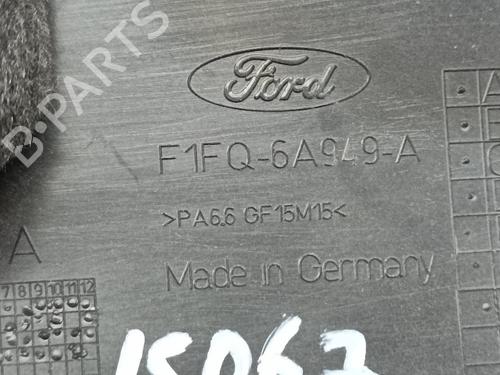 B-PARTS
Ford
F1FQ-6A949-A
>PA6.6 GF15M15<
A
Made in Germany
7 8 9 10 11 12